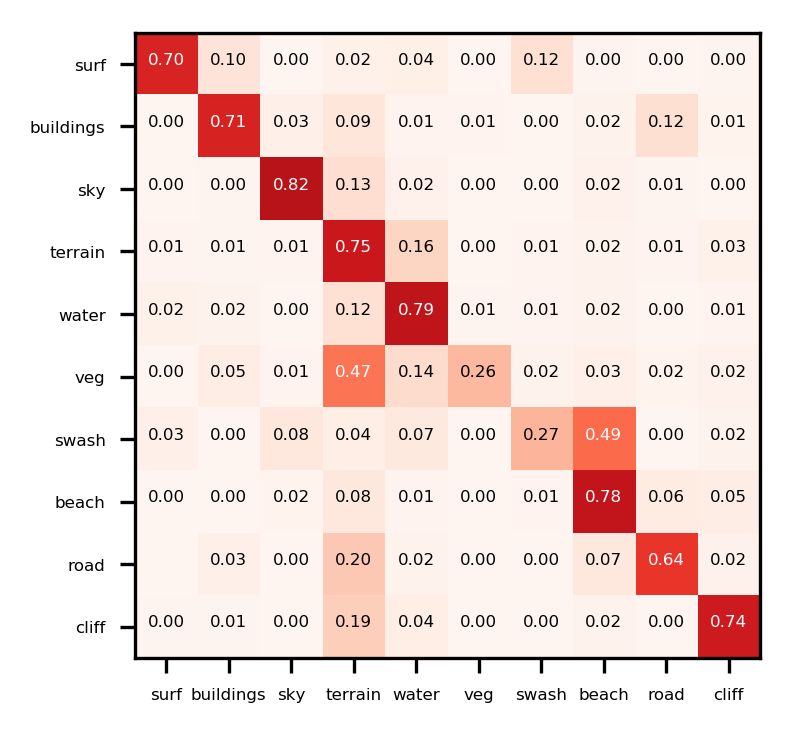 surf 0.70 0.10 0.00 0.02 0.04 0.00 0.12 0.00 0.00 0.00
buildings 0.00 0.71 0.03 0.09 0.01 0.01 0.00 0.02 0.12 0.01
sky 0.00 0.00 0.82 0.13 0.02 0.00 0.00 0.02 0.01 0.00
terrain 0.01 0.01 0.01 0.75 0.16 0.00 0.01 0.02 0.01 0.03
water 0.02 0.02 0.00 0.12 0.79 0.01 0.01 0.02 0.00 0.01
veg 0.00 0.05 0.01 0.47 0.14 0.26 0.02 0.03 0.02 0.02
swash 0.03 0.00 0.08 0.04 0.07 0.00 0.27 0.49 0.00 0.02
beach 0.00 0.00 0.02 0.08 0.01 0.00 0.01 0.78 0.06 0.05
road 0.03 0.00 0.20 0.02 0.00 0.00 0.07 0.64 0.02
cliff 0.00 0.01 0.00 0.19 0.04 0.00 0.00 0.02 0.00 0.74
surf buildings sky terrain water veg swash beach road cliff